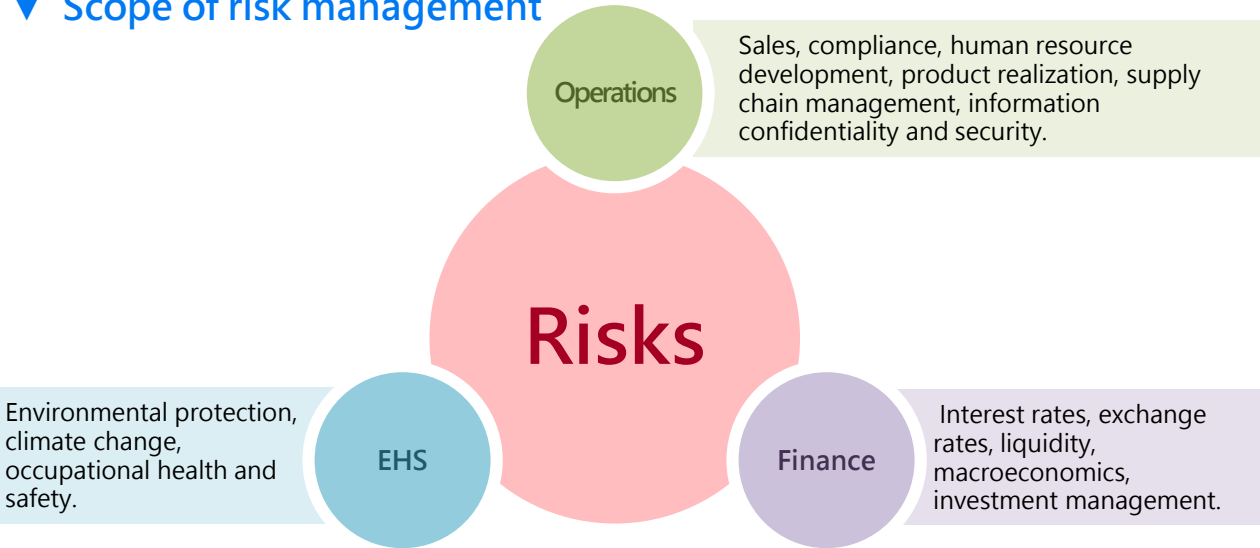 ▼ Scope of risk management
Operations
Sales, compliance, human resource
development, product realization, supply
chain management, information
confidentiality and security.
Risks
Environmental protection,
climate change,
occupational health and
safety.
EHS
Finance
Interest rates, exchange
rates, liquidity,
macroeconomics,
investment management.